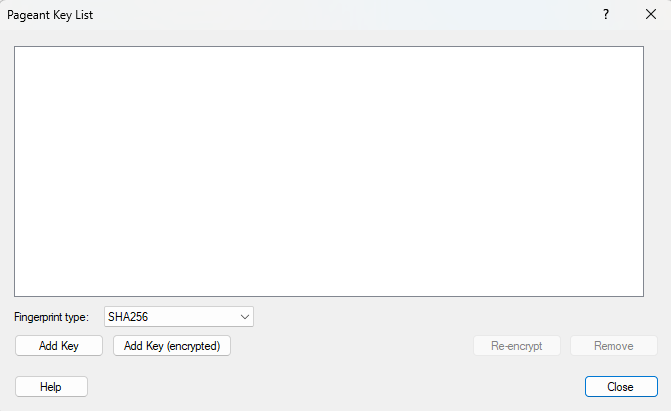 Pageant Key List ?
Fingerprint type: SHA256
Add Key Add Key (encrypted) Re-encrypt Remove
Help Close